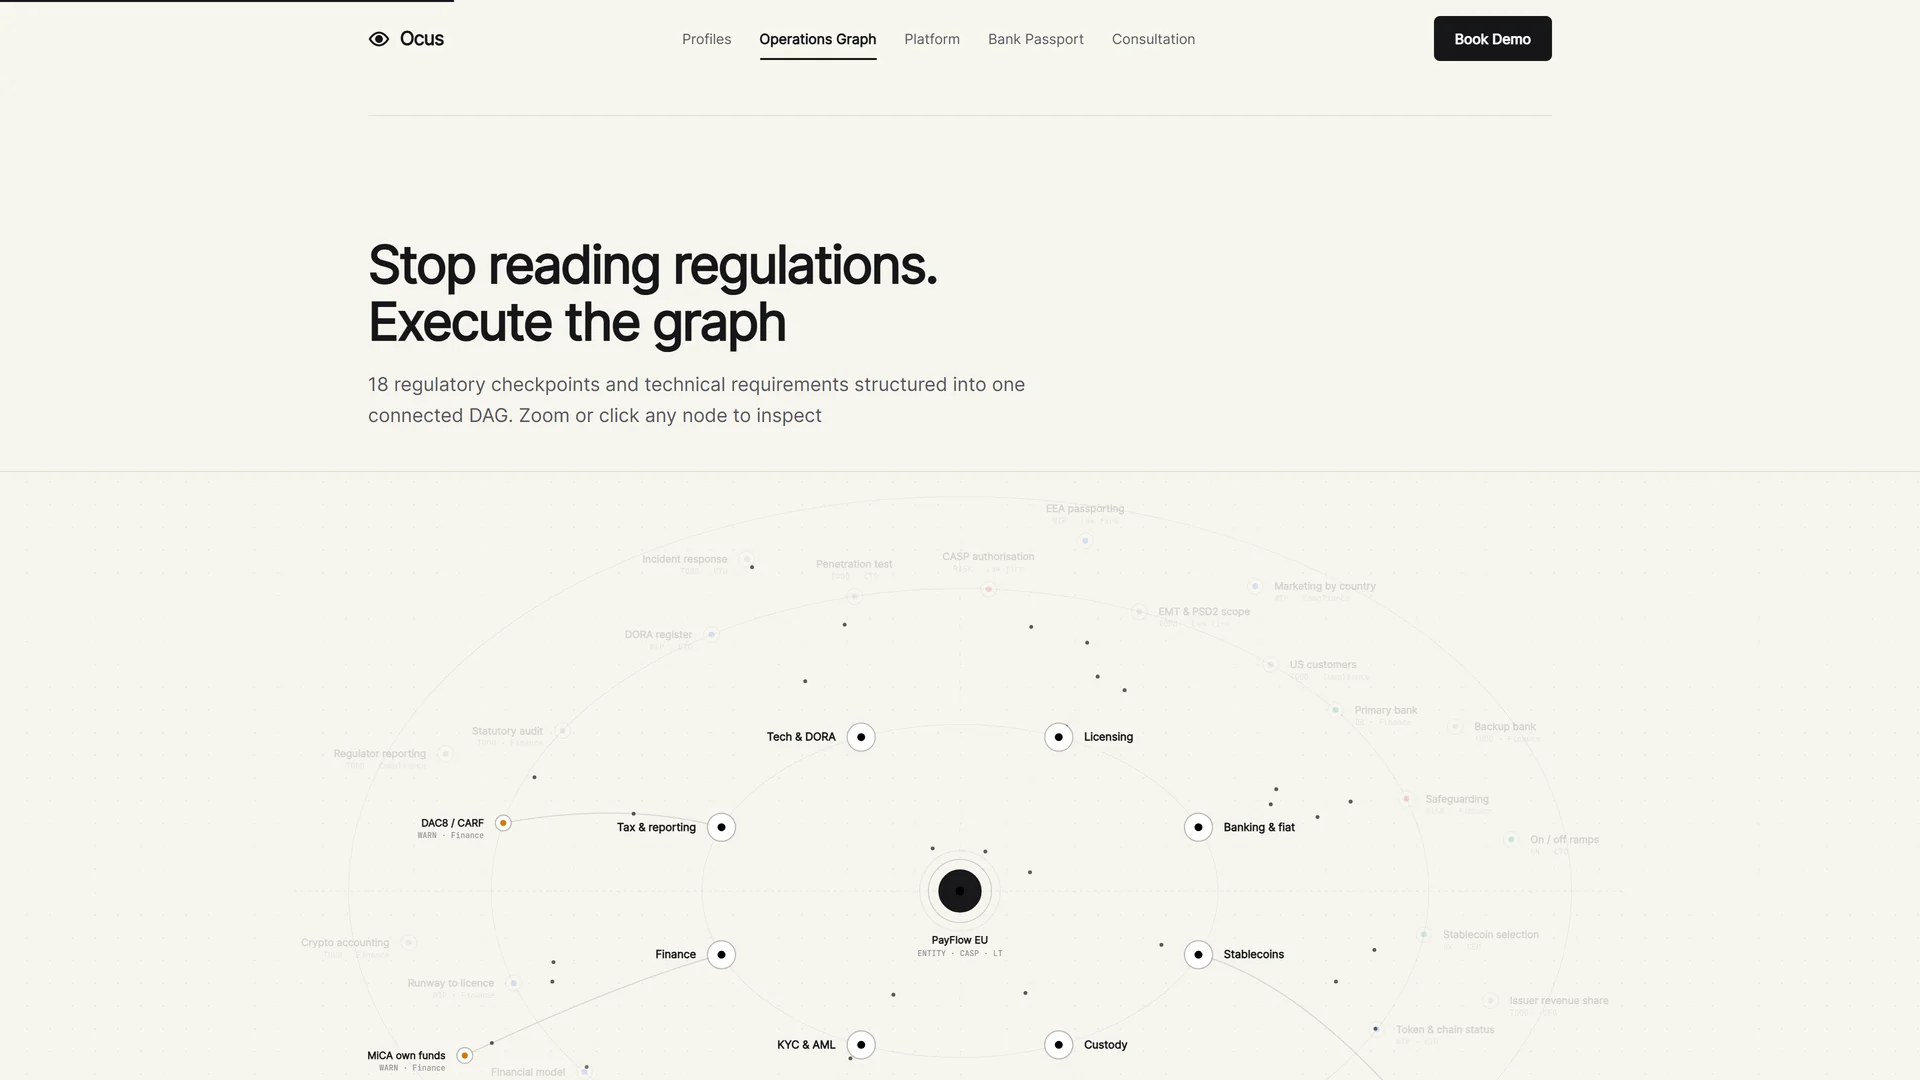 Ocus
Profiles
Operations Graph
Platform
Bank Passport
Consultation
Book Demo
Stop reading regulations.
Execute the graph
18 regulatory checkpoints and technical requirements structured into one
connected DAG. Zoom or click any node to inspect
EEA passporting
Incident response
Penetration test
CASP authorisation
Marketing by country
EMT & PSD2 scope
DORA register
US customers
Primary bank
Backup bank
Statutory audit
Regulator reporting
Tech & DORA
Licensing
Safeguarding
DAC8 / CARF
WARN · Finance
Tax & reporting
Banking & fiat
On / off ramps
PayFlow EU
ENTITY · CASP · LT
Crypto accounting
Finance
Stablecoins
Stablecoin selection
Runway to licence
Issuer revenue share
Token & chain status
KYC & AML
Custody
MiCA own funds
WARN · Finance
Financial model